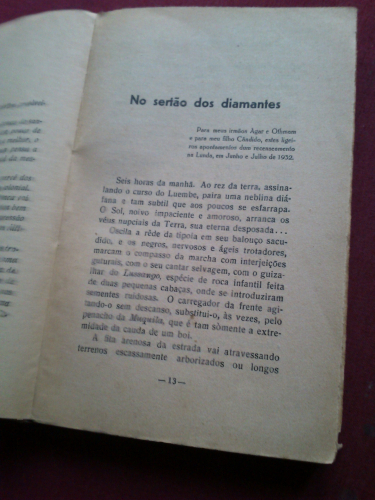 No sertão dos diamantes
Para meus irmãos Agar e Othoniel
e para meu filho Cândido, estes ligei-
ros apontamentos dum recenseamento
na Lunda, em Junho e Julho de 1932.
Seis horas da manhã. Ao rez da terra, assina-
lando o curso do Luembe, paira uma neblina diá-
fana e tam subtil que aos poucos se esfarrapa.
O Sol, noivo impaciente e amoroso, arranca os
véus nupciais da Terra, sua eterna desposada...
Oscila a rêde da tipoia em seu balouço sacu-
dido, e os negros, nervosos e ágeis trotadores,
marcam o compasso da marcha com interjeições
guturais, com o seu cantar selvagem, com o guiza-
lhar do espécie de roca infantil feita
de duas pequenas cabaças, onde se introduziram
sementes ruidosas. O carregador da frente agi-
tando-o sem descanso, substitui-o, às vezes, pelo
penacho da que é tam sòmente a extre-
midade da cauda de um boi.
A fita arenosa da estrada vai atravessando
terrenos escassamente arborizados ou longos
— 13 —